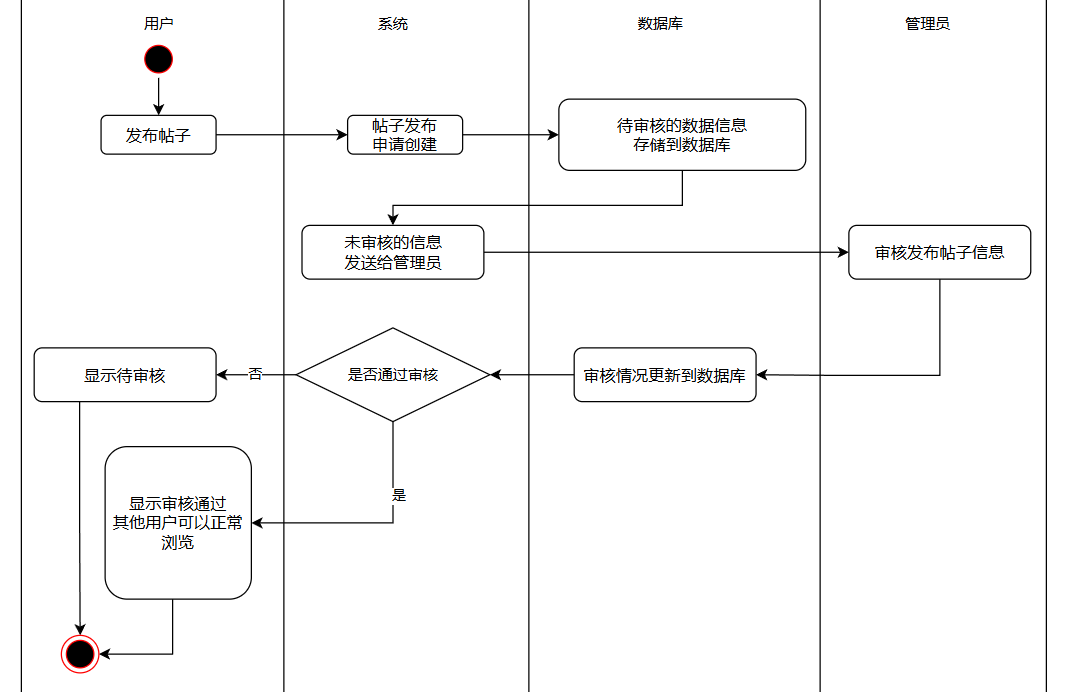 用户
系统
数据库
管理员
发布帖子
帖子发布
申请创建
待审核的数据信息
存储到数据库
未审核的信息
发送给管理员
审核发布帖子信息
显示待审核
否
是否通过审核
审核情况更新到数据库
是
显示审核通过
其他用户可以正常
浏览